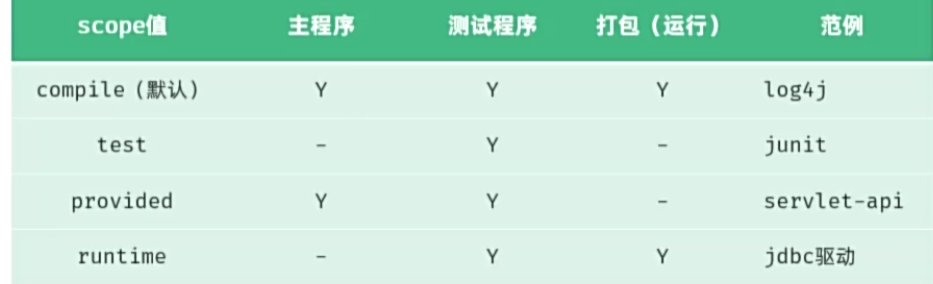 scope值 主程序 测试程序 打包（运行） 范例
compile（默认） Y Y Y log4j
test - Y - junit
provided Y Y - servlet-api
runtime - Y Y jdbc驱动